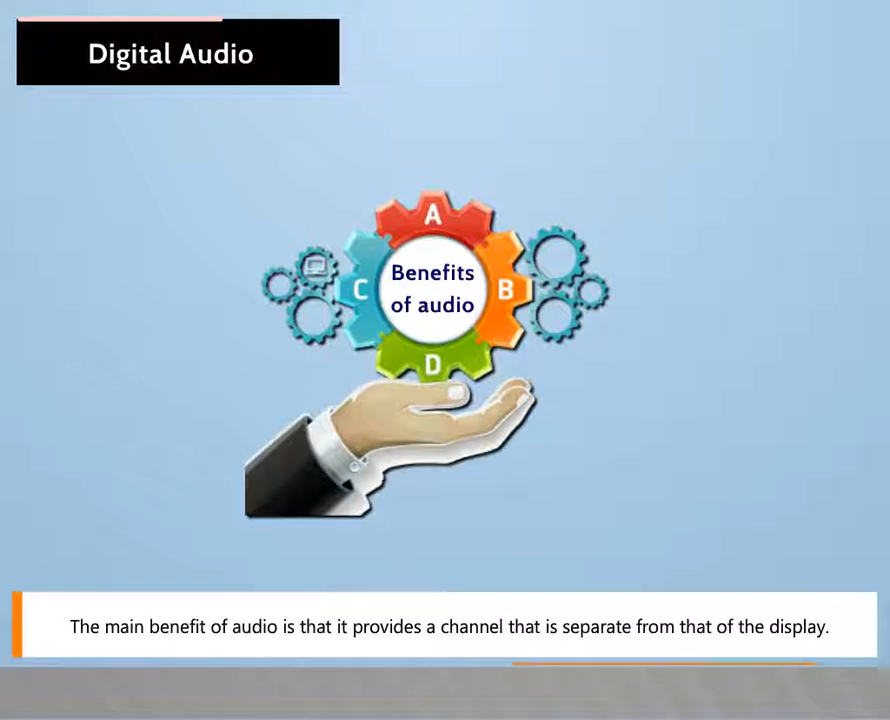 Digital Audio
A
Benefits
of audio
C
B
D
The main benefit of audio is that it provides a channel that is separate from that of the display.